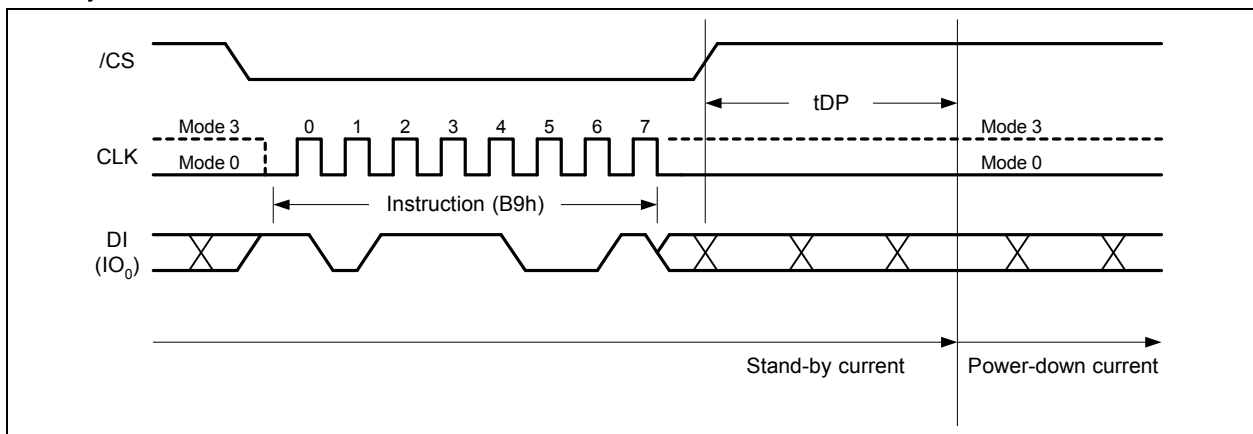 /CS
tDP
Mode 3 0 1 2 3 4 5 6 7 Mode 3
CLK
Mode 0 Mode 0
Instruction (B9h)
DI
(IO₀)
Stand-by current Power-down current